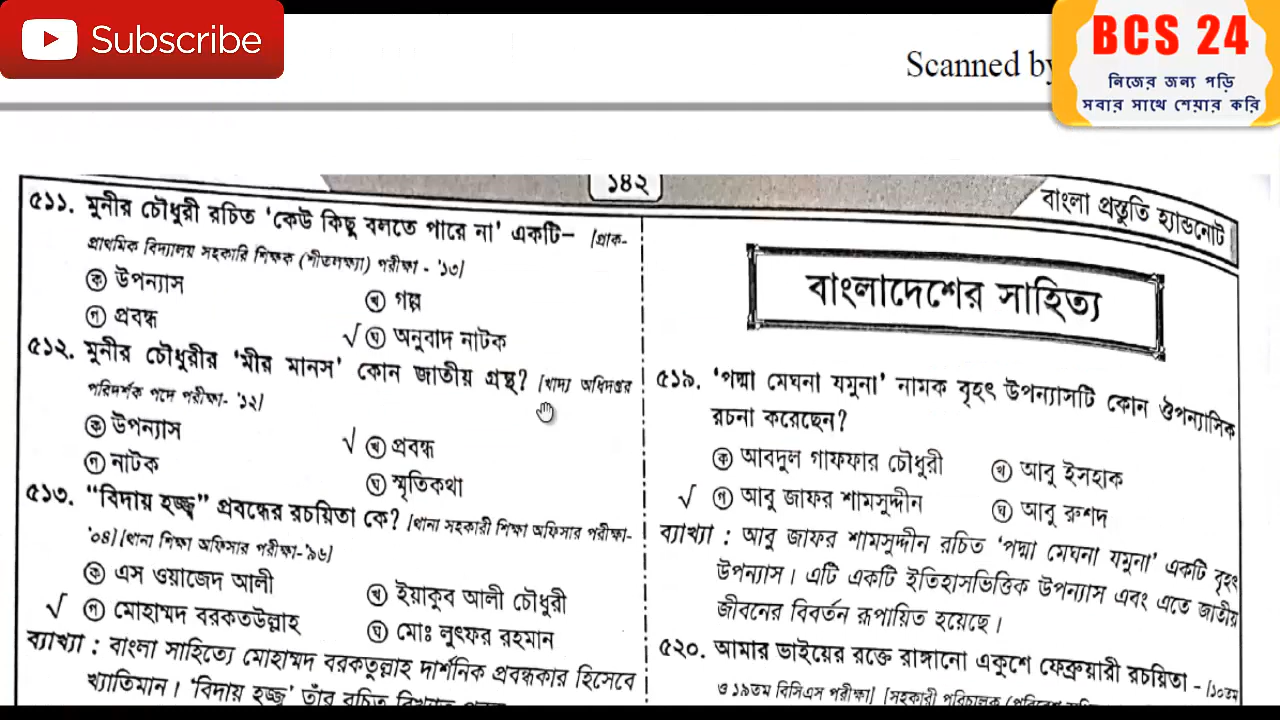 Subscribe
Scanned by
BCS 24
নিজের জন্য পড়ি
সবার সাথে শেয়ার করি
১৪২
বাংলা প্রস্তুতি হ্যান্ডনোট
৫১১. মুনীর চৌধুরী রচিত ‘কেউ কিছু বলতে পারে না’ একটি– [প্রাক-
প্রাথমিক বিদ্যালয় সহকারি শিক্ষক (শীতলক্ষ্যা) পরীক্ষা - '১৩]
ক উপন্যাস
খ গল্প
গ প্রবন্ধ
√ ঘ অনুবাদ নাটক
৫১২. মুনীর চৌধুরীর ‘মীর মানস’ কোন জাতীয় গ্রন্থ? [খাদ্য অধিদপ্তর
পরিদর্শক পদে পরীক্ষা- '১২]
ক উপন্যাস
√ খ প্রবন্ধ
গ নাটক
ঘ স্মৃতিকথা
৫১৩. “বিদায় হজ্জ্ব” প্রবন্ধের রচয়িতা কে? [থানা সহকারী শিক্ষা অফিসার পরীক্ষা-
'০৪] [থানা শিক্ষা অফিসার পরীক্ষা-'৯৬]
ক এস ওয়াজেদ আলী
খ ইয়াকুব আলী চৌধুরী
√ গ মোহাম্মদ বরকতউল্লাহ
ঘ মোঃ লুৎফর রহমান
ব্যাখ্যা : বাংলা সাহিত্যে মোহাম্মদ বরকতুল্লাহ দার্শনিক প্রবন্ধকার হিসেবে
খ্যাতিমান। ‘বিদায় হজ্জ’ তাঁর রচিত
বাংলাদেশের সাহিত্য
৫১৯. ‘পদ্মা মেঘনা যমুনা’ নামক বৃহৎ উপন্যাসটি কোন ঔপন্যাসিক
রচনা করেছেন?
ক আবদুল গাফফার চৌধুরী
খ আবু ইসহাক
√ গ আবু জাফর শামসুদ্দীন
ঘ আবু রুশদ
ব্যাখ্যা : আবু জাফর শামসুদ্দীন রচিত ‘পদ্মা মেঘনা যমুনা’ একটি বৃহৎ
উপন্যাস। এটি একটি ইতিহাসভিত্তিক উপন্যাস এবং এতে জাতীয়
জীবনের বিবর্তন রূপায়িত হয়েছে।
৫২০. আমার ভাইয়ের রক্তে রাঙ্গানো একুশে ফেব্রুয়ারী রচয়িতা - [১০তম
ও ১৯তম বিসিএস পরীক্ষা] [সহকারী পরিচালক